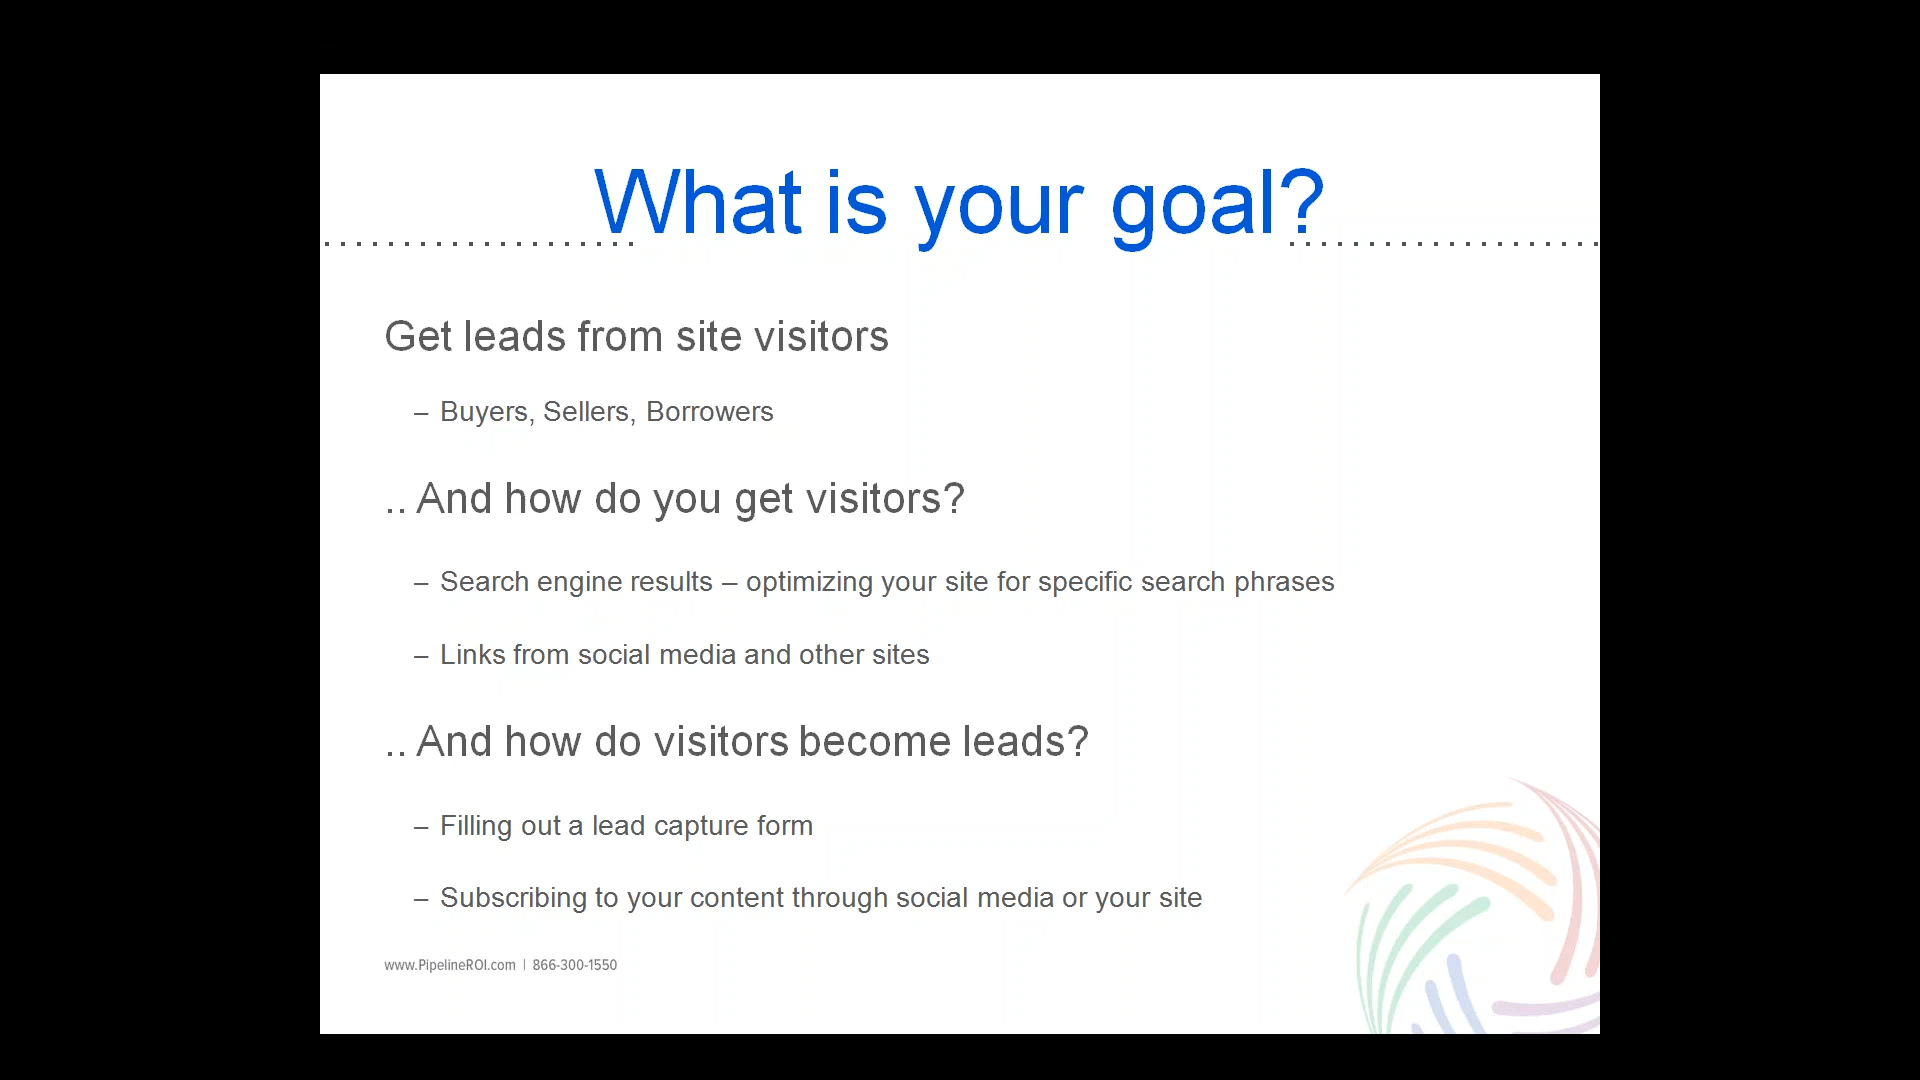 What is your goal?
Get leads from site visitors
– Buyers, Sellers, Borrowers
.. And how do you get visitors?
– Search engine results – optimizing your site for specific search phrases
– Links from social media and other sites
.. And how do visitors become leads?
– Filling out a lead capture form
– Subscribing to your content through social media or your site
www.PipelineROI.com | 866-300-1550